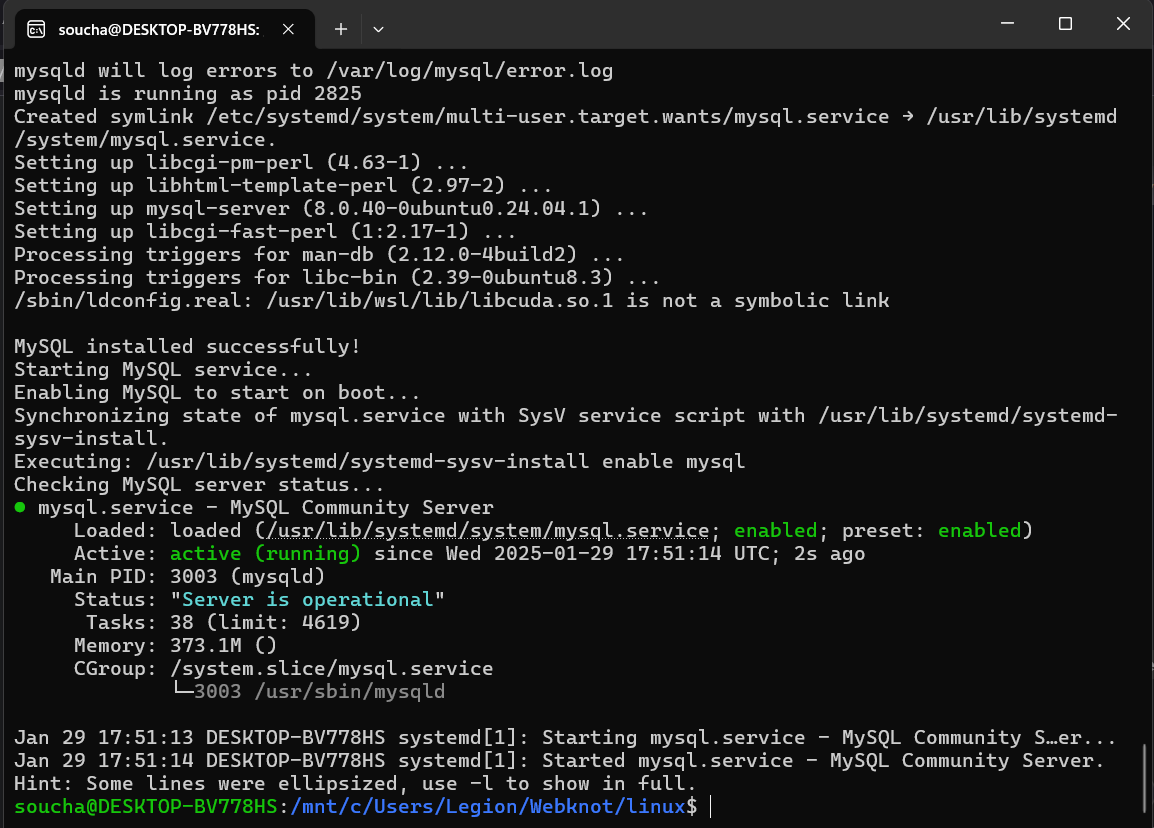 soucha@DESKTOP-BV778HS:
mysqld will log errors to /var/log/mysql/error.log
mysqld is running as pid 2825
Created symlink /etc/systemd/system/multi-user.target.wants/mysql.service → /usr/lib/systemd
/system/mysql.service.
Setting up libcgi-pm-perl (4.63-1) ...
Setting up libhtml-template-perl (2.97-2) ...
Setting up mysql-server (8.0.40-0ubuntu0.24.04.1) ...
Setting up libcgi-fast-perl (1:2.17-1) ...
Processing triggers for man-db (2.12.0-4build2) ...
Processing triggers for libc-bin (2.39-0ubuntu8.3) ...
/sbin/ldconfig.real: /usr/lib/wsl/lib/libcuda.so.1 is not a symbolic link

MySQL installed successfully!
Starting MySQL service...
Enabling MySQL to start on boot...
Synchronizing state of mysql.service with SysV service script with /usr/lib/systemd/systemd-
sysv-install.
Executing: /usr/lib/systemd/systemd-sysv-install enable mysql
Checking MySQL server status...
● mysql.service - MySQL Community Server
     Loaded: loaded (/usr/lib/systemd/system/mysql.service; enabled; preset: enabled)
     Active: active (running) since Wed 2025-01-29 17:51:14 UTC; 2s ago
   Main PID: 3003 (mysqld)
     Status: "Server is operational"
      Tasks: 38 (limit: 4619)
     Memory: 373.1M ()
     CGroup: /system.slice/mysql.service
             └─3003 /usr/sbin/mysqld

Jan 29 17:51:13 DESKTOP-BV778HS systemd[1]: Starting mysql.service - MySQL Community S…er...
Jan 29 17:51:14 DESKTOP-BV778HS systemd[1]: Started mysql.service - MySQL Community Server.
Hint: Some lines were ellipsized, use -l to show in full.
soucha@DESKTOP-BV778HS:/mnt/c/Users/Legion/Webknot/linux$